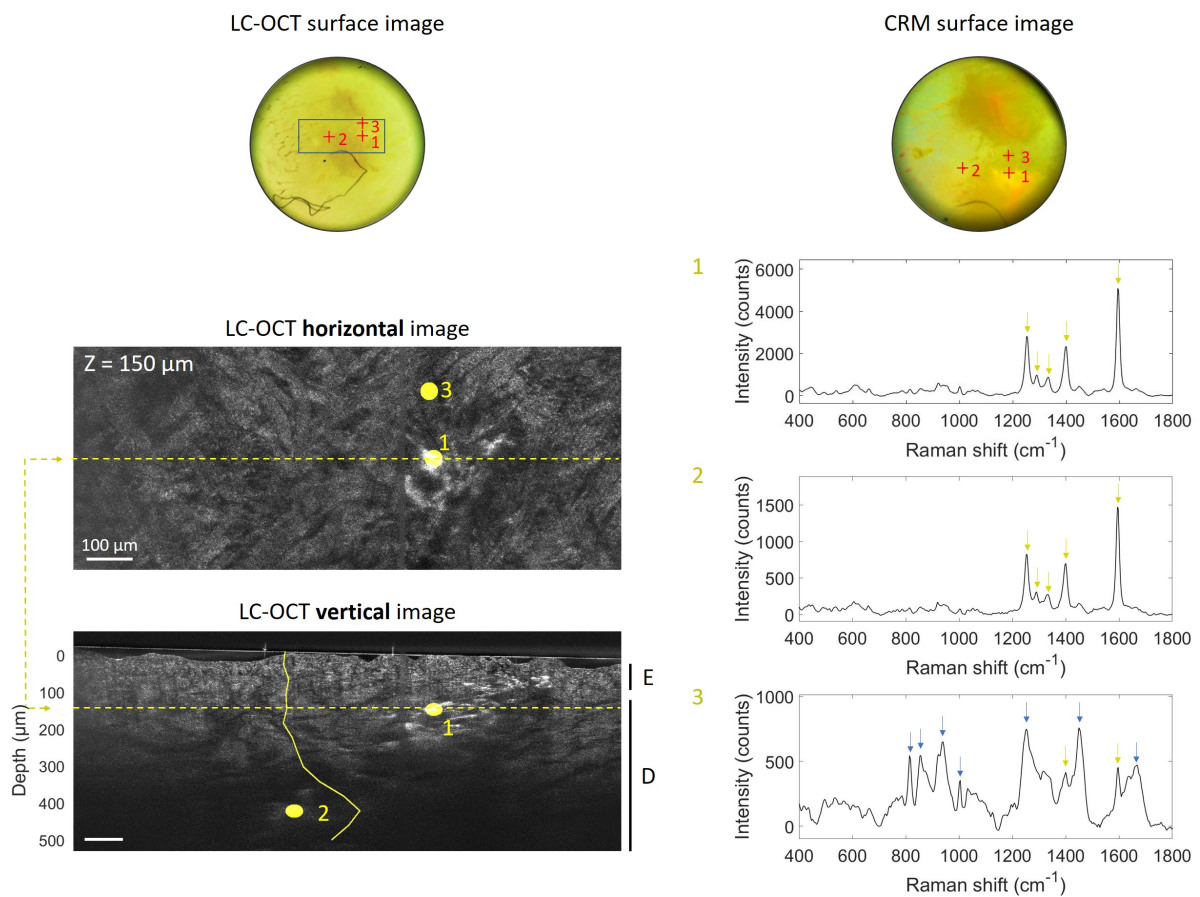 LC-OCT surface image
CRM surface image
3
2
1
3
2
1
LC-OCT horizontal image
Z = 150 µm
3
1
100 µm
LC-OCT vertical image
Depth (µm)
0
100
200
300
400
500
1
2
E
D
1
Intensity (counts)
6000
4000
2000
0
400 600 800 1000 1200 1400 1600 1800
Raman shift (cm-1)
2
Intensity (counts)
1500
1000
500
0
400 600 800 1000 1200 1400 1600 1800
Raman shift (cm-1)
3
Intensity (counts)
1000
500
0
400 600 800 1000 1200 1400 1600 1800
Raman shift (cm-1)